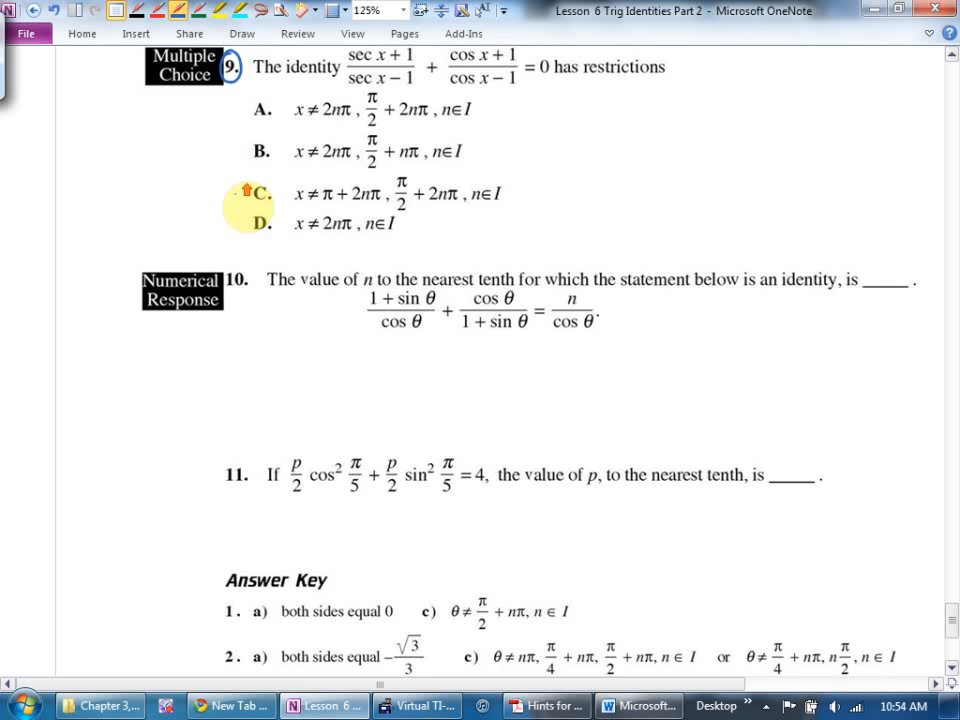 125%
Lesson 6 Trig Identities Part 2 - Microsoft OneNote
File Home Insert Share Draw Review View Pages Add-Ins
Multiple Choice 9. The identity (sec x + 1)/(sec x − 1) + (cos x + 1)/(cos x − 1) = 0 has restrictions
A. x ≠ 2nπ , π/2 + 2nπ , n∈I
B. x ≠ 2nπ , π/2 + nπ , n∈I
C. x ≠ π + 2nπ , π/2 + 2nπ , n∈I
D. x ≠ 2nπ , n∈I
Numerical Response 10. The value of n to the nearest tenth for which the statement below is an identity, is _____ .
(1 + sin θ)/(cos θ) + (cos θ)/(1 + sin θ) = n/(cos θ).
11. If p/2 cos² π/5 + p/2 sin² π/5 = 4, the value of p, to the nearest tenth, is _____ .
Answer Key
1. a) both sides equal 0 c) θ ≠ π/2 + nπ, n ∈ I
2. a) both sides equal −√3/3 c) θ ≠ nπ, π/4 + nπ, π/2 + nπ, n ∈ I or θ ≠ π/4 + nπ, n π/2, n ∈ I
Chapter 3,... New Tab ... Lesson 6 ... Virtual TI-... Hints for ... Microsoft... Desktop » 10:54 AM